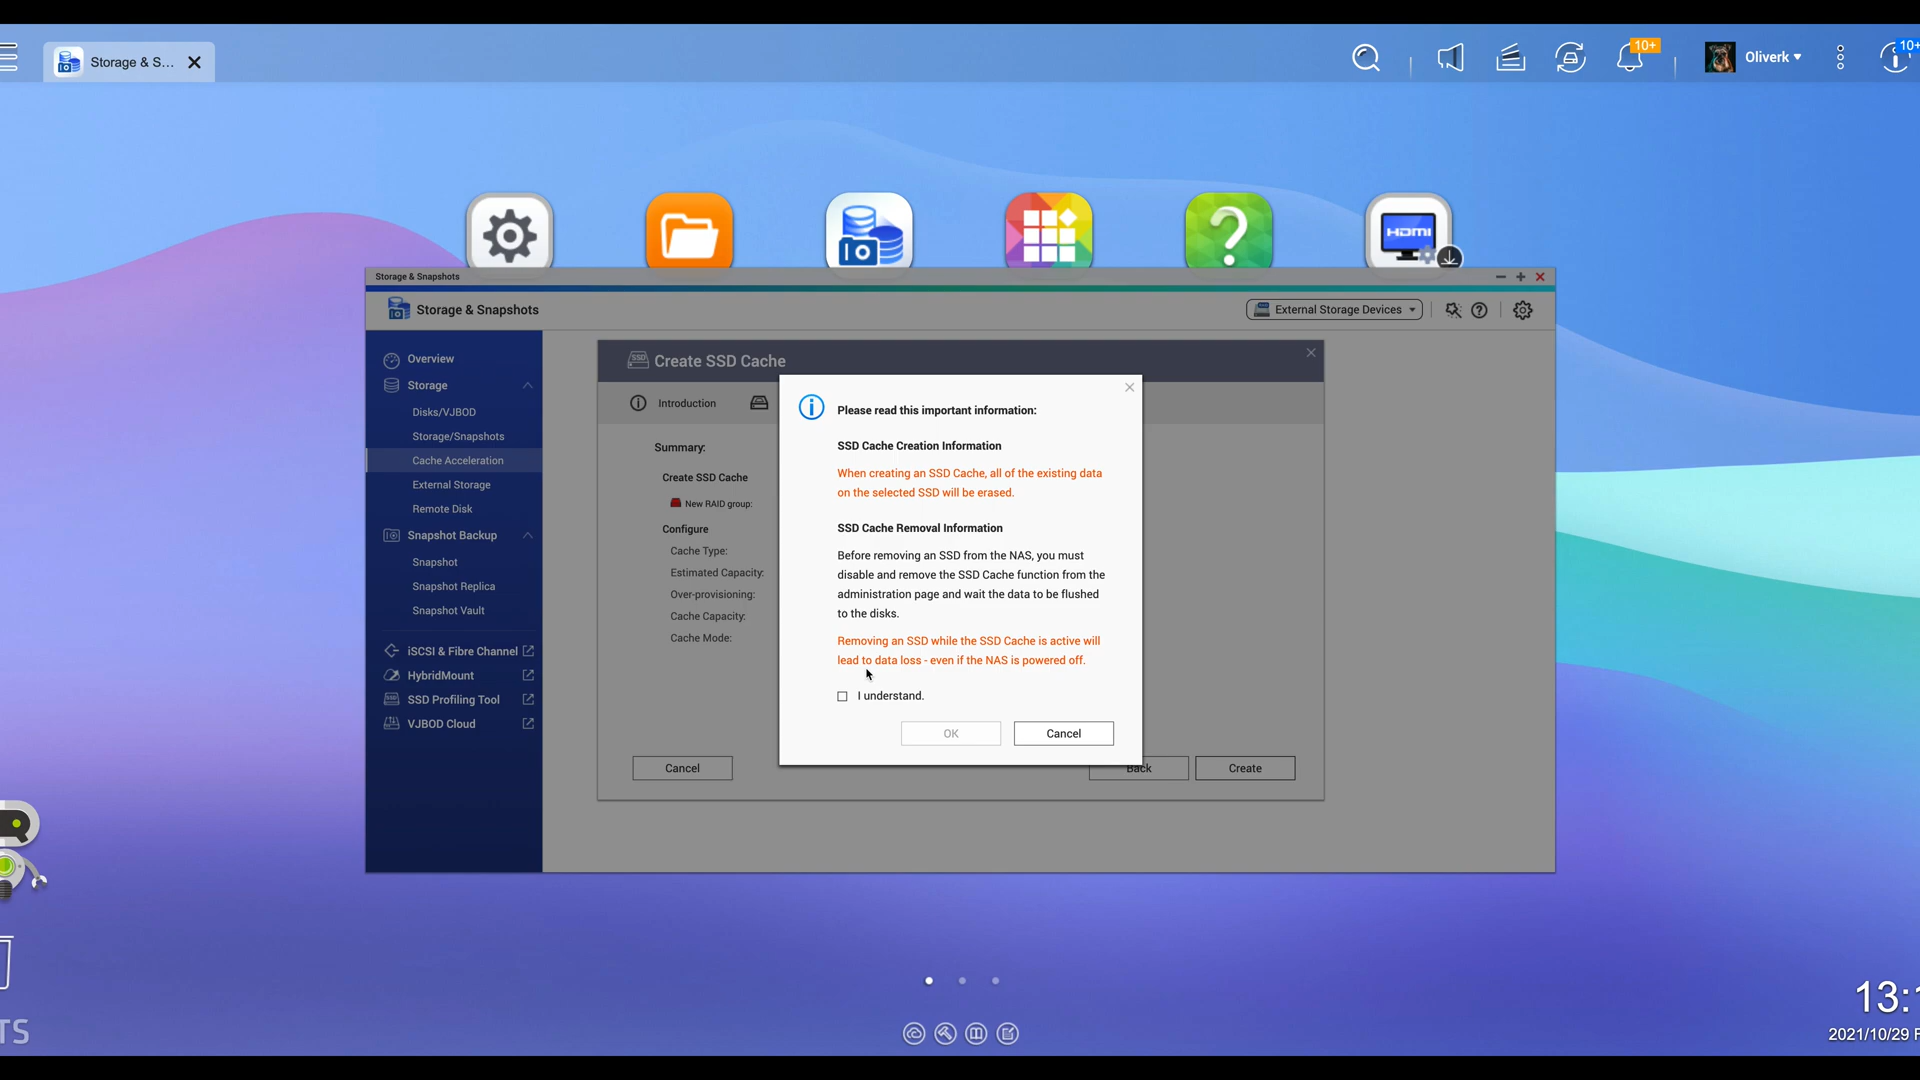 Storage & S...
10+
Oliverk
10+
HDMI
Storage & Snapshots
Storage & Snapshots
External Storage Devices
Overview
Storage
Disks/VJBOD
Storage/Snapshots
Cache Acceleration
External Storage
Remote Disk
Snapshot Backup
Snapshot
Snapshot Replica
Snapshot Vault
iSCSI & Fibre Channel
HybridMount
SSD
SSD Profiling Tool
VJBOD Cloud
SSD
Create SSD Cache
Introduction
Summary:
Create SSD Cache
New RAID group:
Configure
Cache Type:
Estimated Capacity:
Over-provisioning:
Cache Capacity:
Cache Mode:
Cancel
Back
Create
Please read this important information:
SSD Cache Creation Information
When creating an SSD Cache, all of the existing data
on the selected SSD will be erased.
SSD Cache Removal Information
Before removing an SSD from the NAS, you must
disable and remove the SSD Cache function from the
administration page and wait the data to be flushed
to the disks.
Removing an SSD while the SSD Cache is active will
lead to data loss - even if the NAS is powered off.
I understand.
OK
Cancel
TS
13:1
2021/10/29 F